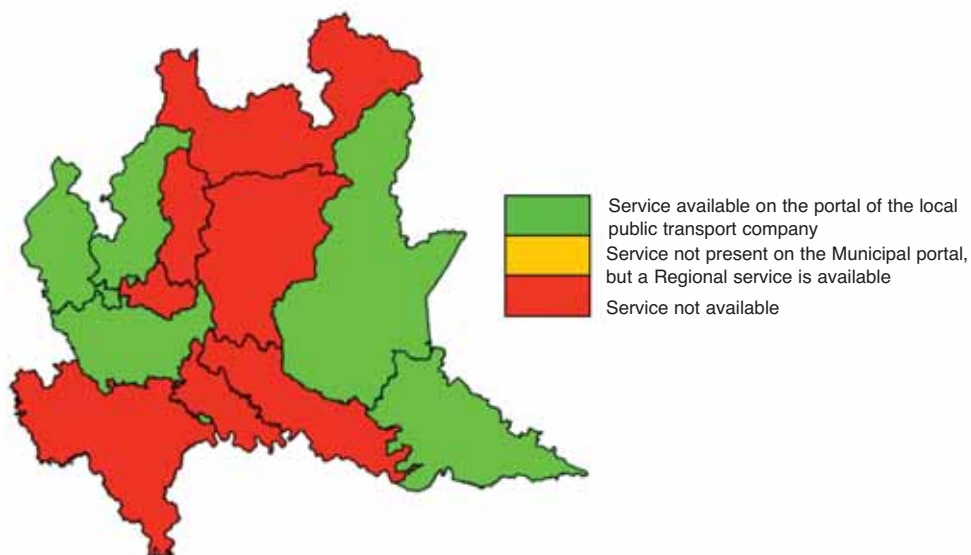 Service available on the portal of the local
public transport company
Service not present on the Municipal portal,
but a Regional service is available
Service not available